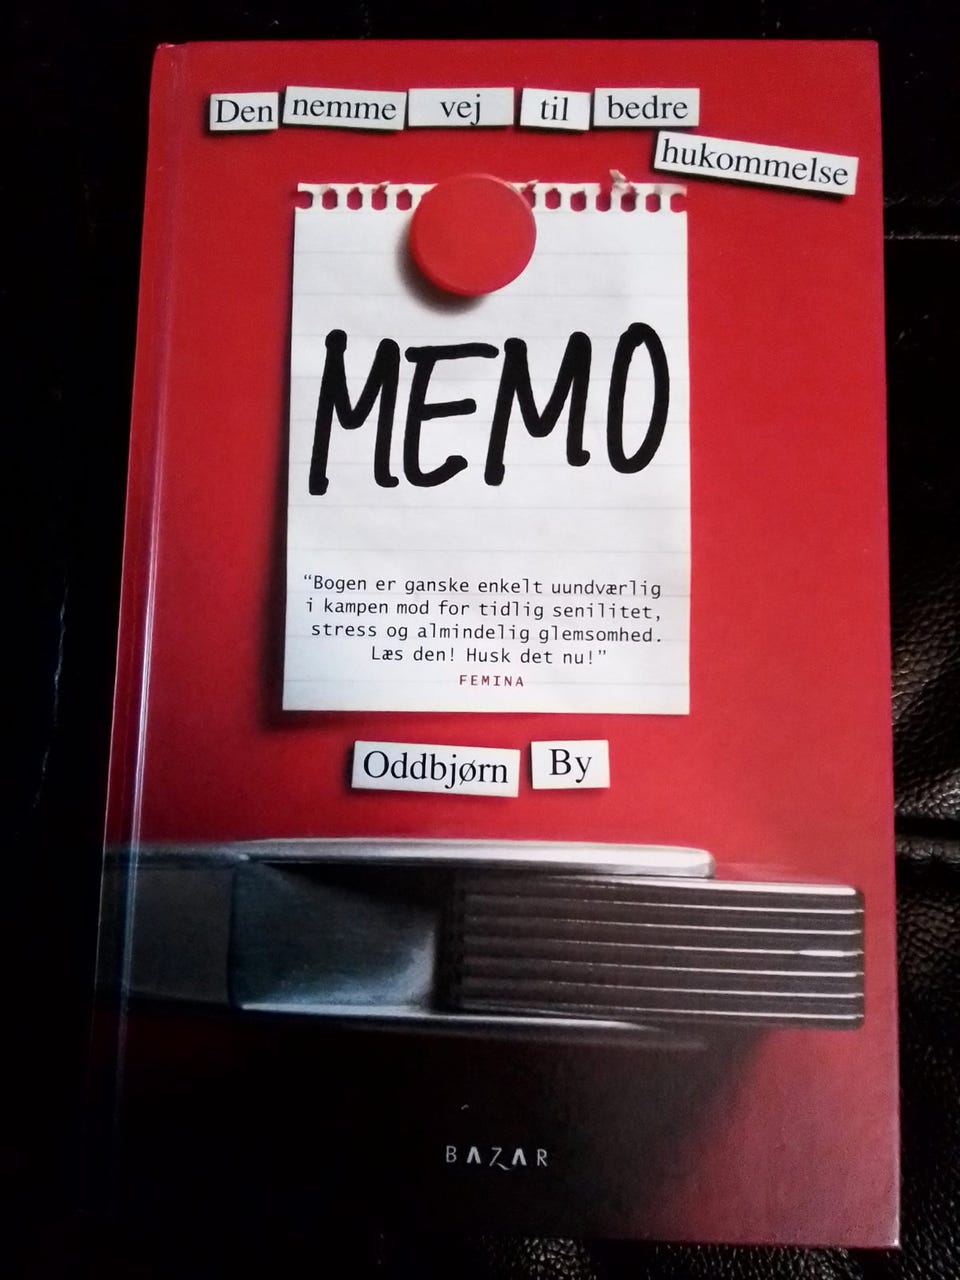 Den nemme vej til bedre
hukommelse
MEMO
“Bogen er ganske enkelt uundværlig
i kampen mod for tidlig senilitet,
stress og almindelig glemsomhed.
Læs den! Husk det nu!”
FEMINA
Oddbjørn By
BAZAR